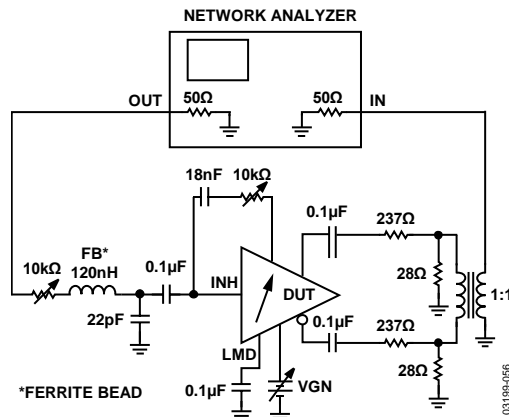 NETWORK ANALYZER
OUT
50Ω
50Ω
IN
18nF
10kΩ
0.1µF
237Ω
FB*
120nH
10kΩ
0.1µF
INH
DUT
28Ω
1:1
22pF
0.1µF
237Ω
LMD
28Ω
0.1µF
VGN
*FERRITE BEAD
03199-056